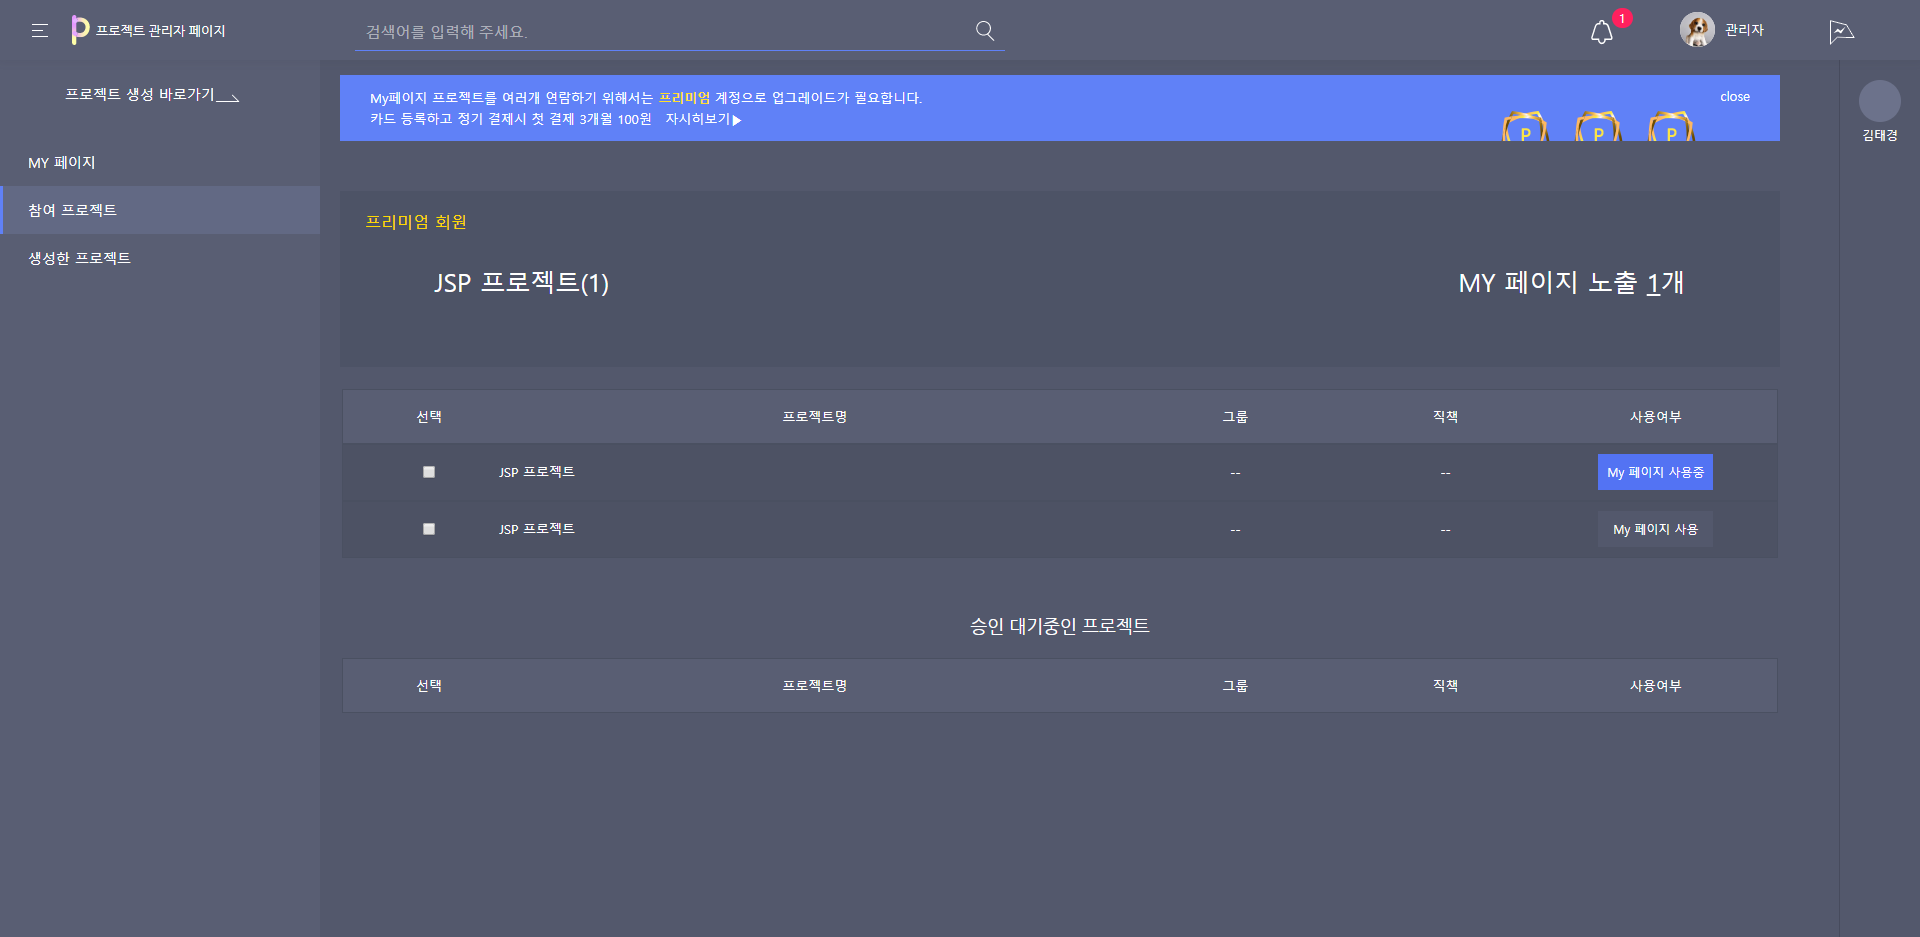 프로젝트 관리자 페이지
검색어를 입력해 주세요.
1
관리자
프로젝트 생성 바로가기
MY 페이지
참여 프로젝트
생성한 프로젝트
My페이지 프로젝트를 여러개 연람하기 위해서는 프리미엄 계정으로 업그레이드가 필요합니다.
카드 등록하고 정기 결제시 첫 결제 3개월 100원 자시히보기▶
P P P
close
김태경
프리미엄 회원
JSP 프로젝트(1)
MY 페이지 노출 1개
선택 프로젝트명 그룹 직책 사용여부
JSP 프로젝트 -- -- My 페이지 사용중
JSP 프로젝트 -- -- My 페이지 사용
승인 대기중인 프로젝트
선택 프로젝트명 그룹 직책 사용여부